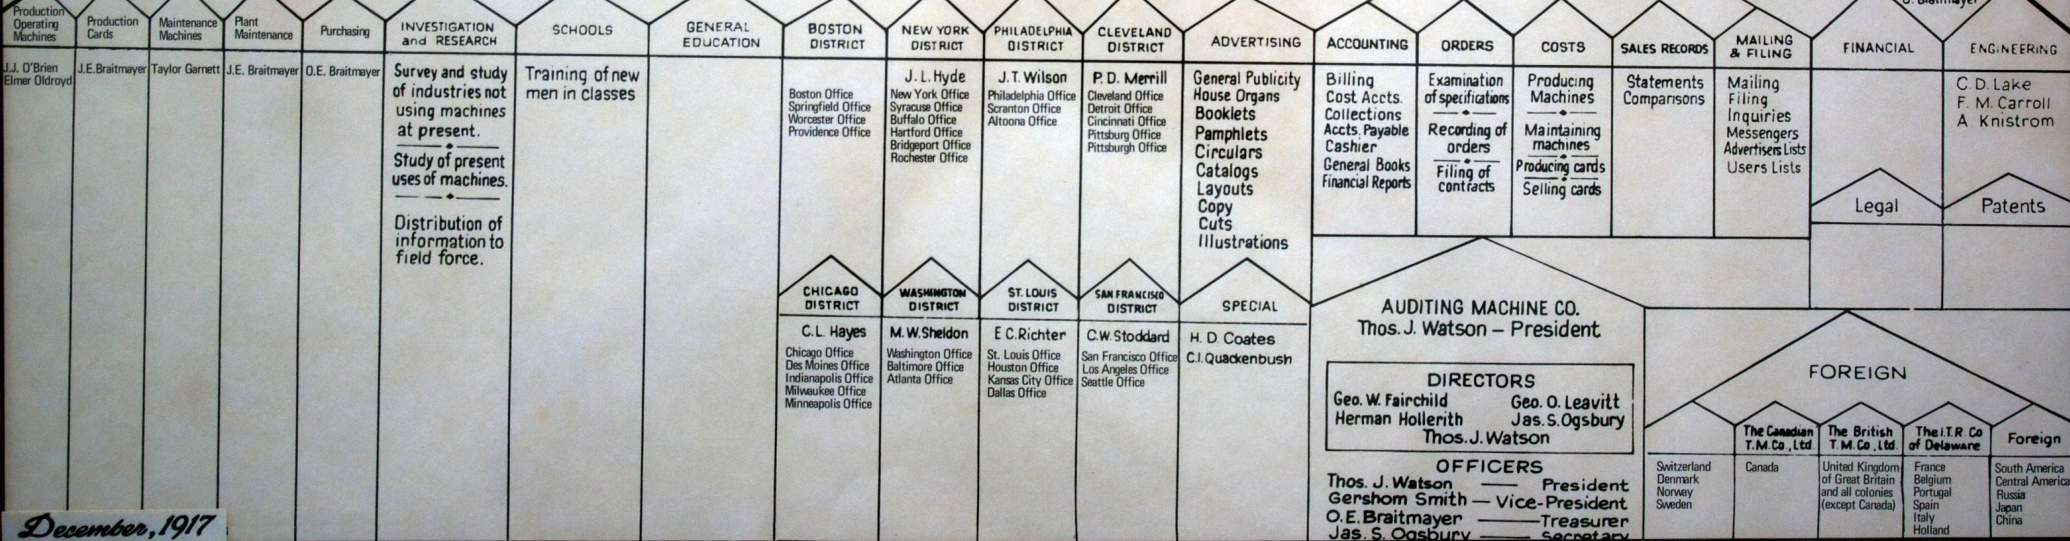 Production
Operating
Machines
J.J. O'Brien
Elmer Oldroyd
Production
Cards
J.E.Braitmayer
Maintenance
Machines
Taylor Garnett
Plant
Maintenance
J.E. Braitmayer
Purchasing
O.E. Braitmayer
INVESTIGATION
and RESEARCH
Survey and study
of industries not
using machines
at present.
Study of present
uses of machines.
Distribution of
information to
field force.
SCHOOLS
Training of new
men in classes
GENERAL
EDUCATION
BOSTON
DISTRICT
Boston Office
Springfield Office
Worcester Office
Providence Office
NEW YORK
DISTRICT
J.L. Hyde
New York Office
Syracuse Office
Buffalo Office
Hartford Office
Bridgeport Office
Rochester Office
PHILADELPHIA
DISTRICT
J.T. Wilson
Philadelphia Office
Scranton Office
Altoona Office
CLEVELAND
DISTRICT
P.D. Merrill
Cleveland Office
Detroit Office
Cincinnati Office
Pittsburg Office
Pittsburgh Office
ADVERTISING
General Publicity
House Organs
Booklets
Pamphlets
Circulars
Catalogs
Layouts
Copy
Cuts
Illustrations
ACCOUNTING
Billing
Cost Accts.
Collections
Accts. Payable
Cashier
General Books
Financial Reports
ORDERS
Examination
of specifications
Recording of
orders
Filing of
contracts
COSTS
Producing
Machines
Maintaining
machines
Producing cards
Selling cards
SALES RECORDS
Statements
Comparisons
MAILING
& FILING
Mailing
Filing
Inquiries
Messengers
Advertisers Lists
Users Lists
FINANCIAL
Legal
Braitmayer
ENGINEERING
C.D. Lake
F. M. Carroll
A Knistrom
Patents
CHICAGO
DISTRICT
C.L. Hayes
Chicago Office
Des Moines Office
Indianapolis Office
Milwaukee Office
Minneapolis Office
WASHINGTON
DISTRICT
M.W. Sheldon
Washington Office
Baltimore Office
Atlanta Office
ST. LOUIS
DISTRICT
E.C. Richter
St. Louis Office
Houston Office
Kansas City Office
Dallas Office
SAN FRANCISCO
DISTRICT
C.W. Stoddard
San Francisco Office
Los Angeles Office
Seattle Office
SPECIAL
H. D. Coates
C.I. Quackenbush
AUDITING MACHINE CO.
Thos. J. Watson – President
DIRECTORS
Geo. W. Fairchild Geo. O. Leavitt
Herman Hollerith Jas. S. Ogsbury
Thos. J. Watson
OFFICERS
Thos. J. Watson — President
Gershom Smith — Vice-President
O.E. Braitmayer — Treasurer
Jas. S. Ogsbury — Secretary
FOREIGN
Switzerland
Denmark
Norway
Sweden
The Canadian
T.M.Co., Ltd.
Canada
The British
T.M.Co., Ltd.
United Kingdom
of Great Britain
and all colonies
(except Canada)
The I.T.R. Co
of Delaware
France
Belgium
Portugal
Spain
Italy
Holland
Foreign
South America
Central America
Russia
Japan
China
December, 1917